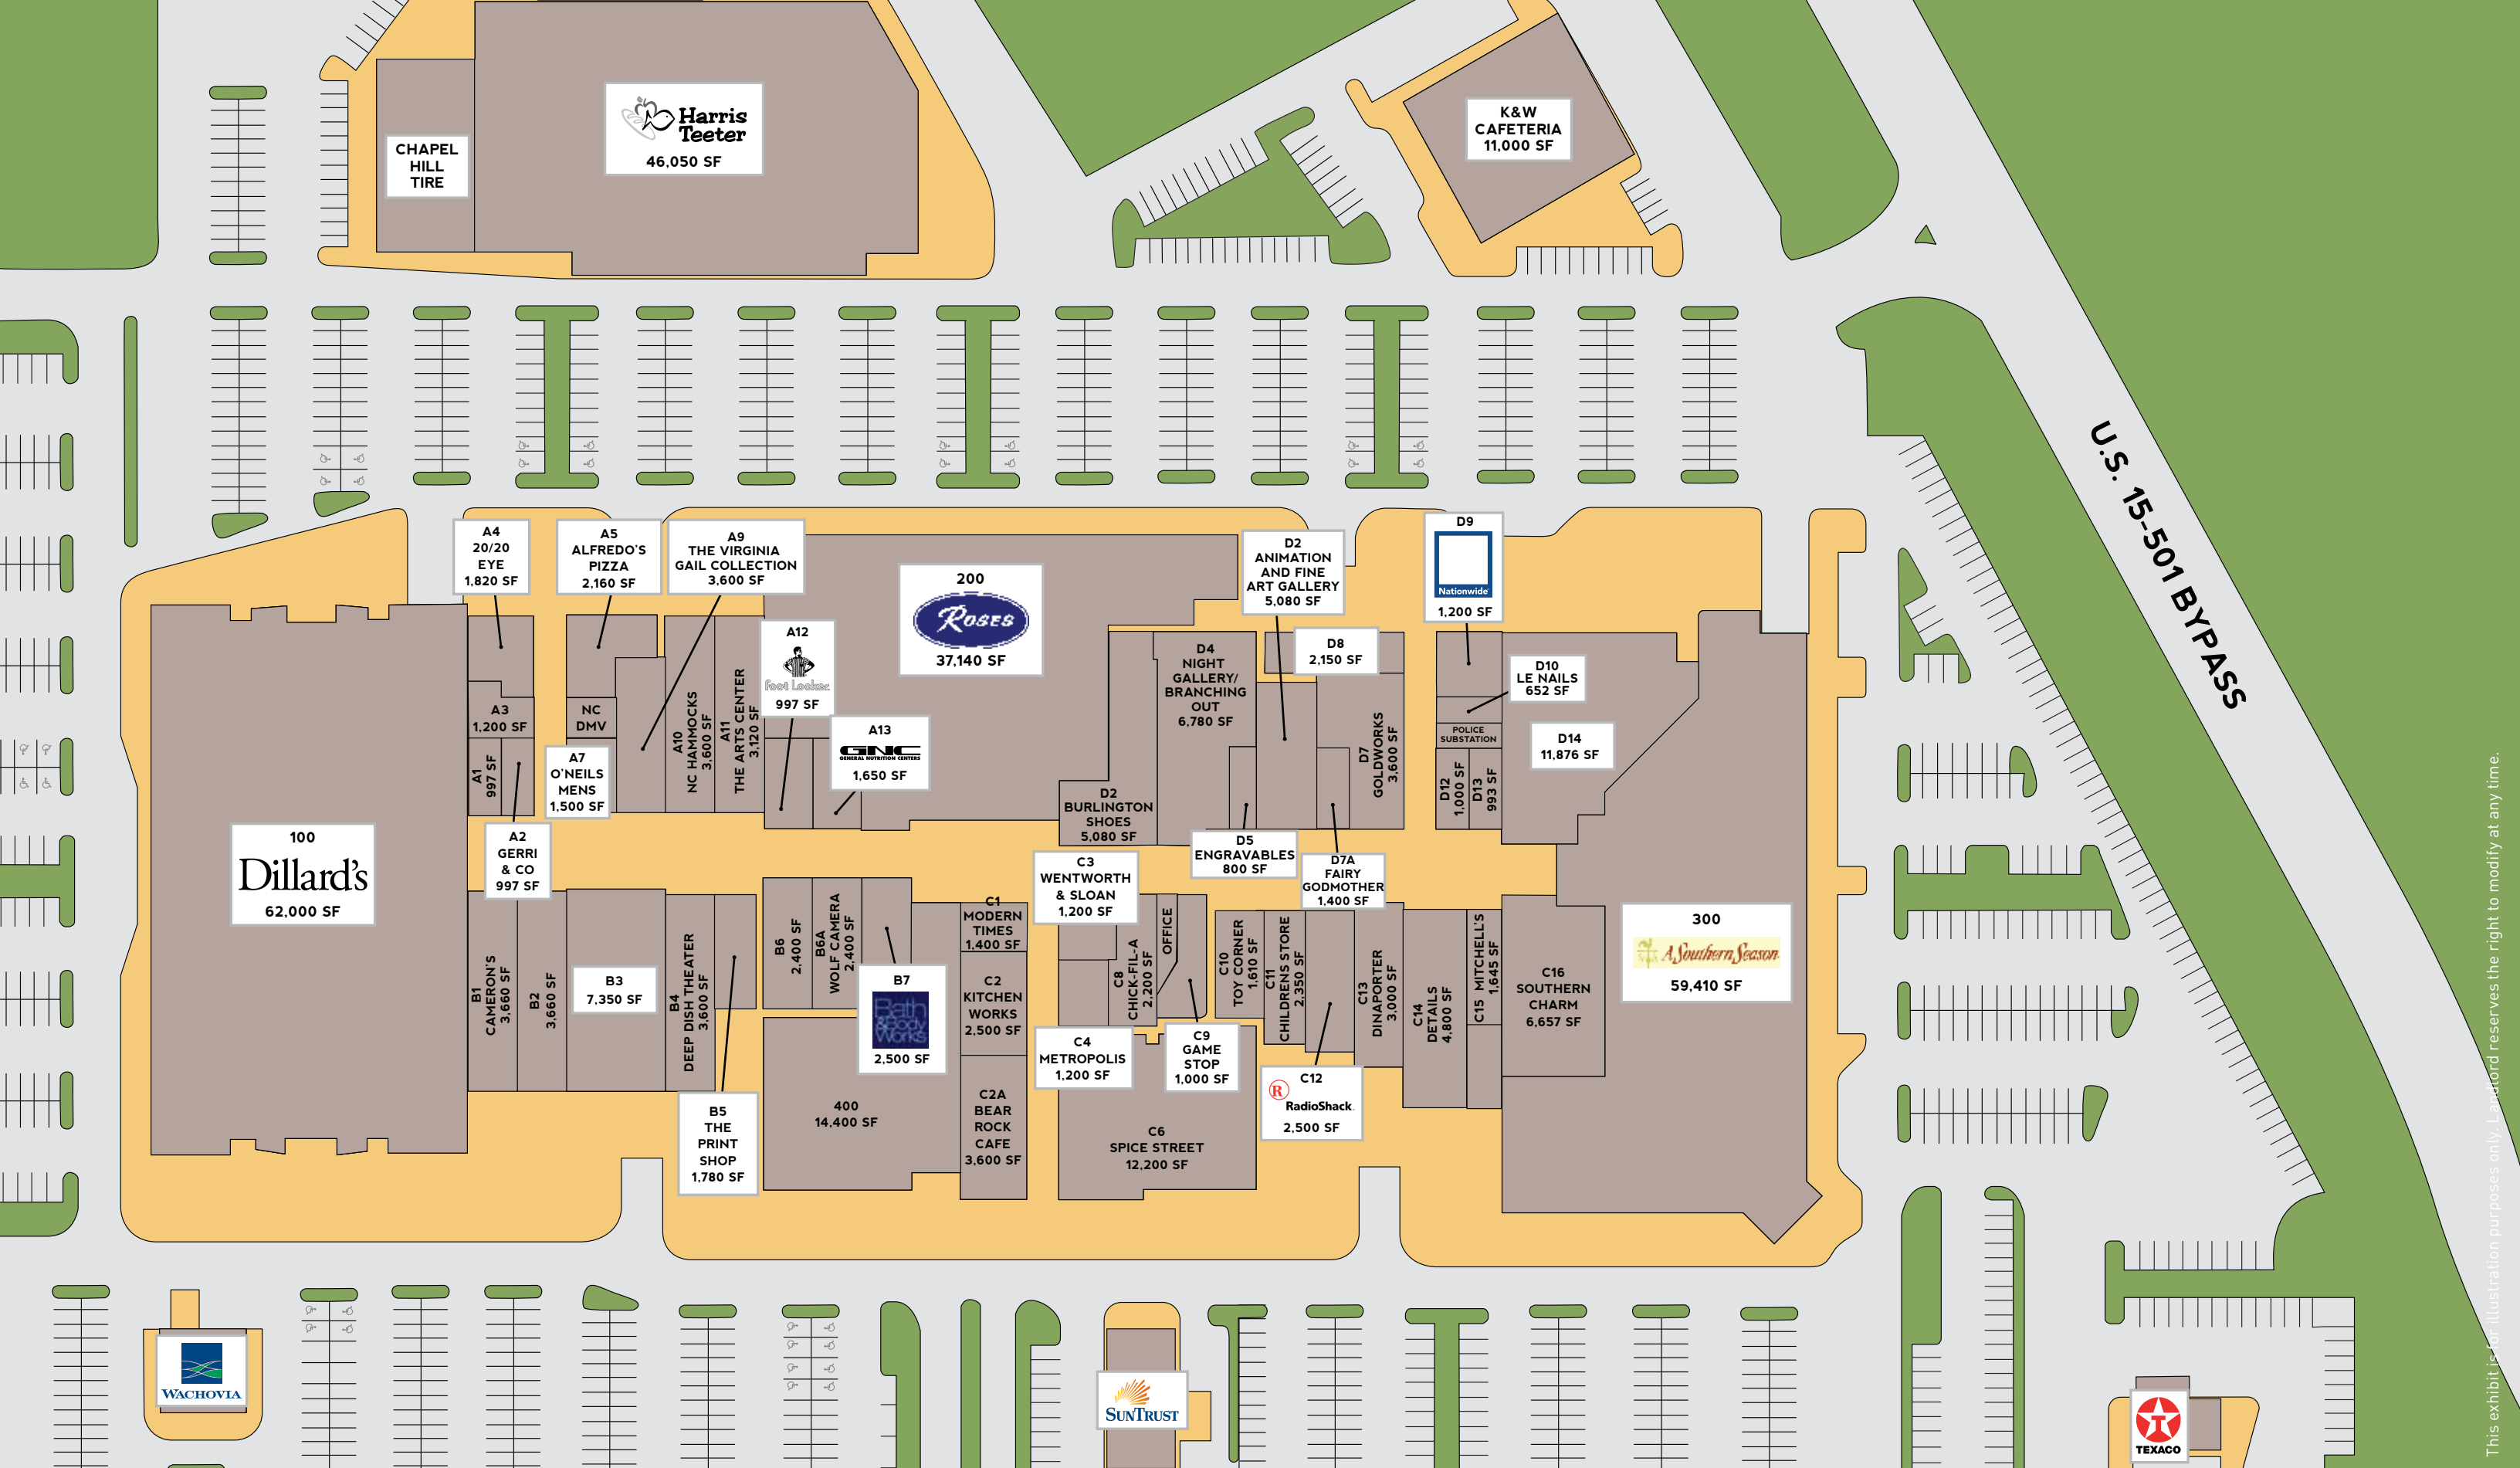 CHAPEL
HILL
TIRE
Harris
Teeter
46,050 SF
K&W
CAFETERIA
11,000 SF
U.S. 15-501 BYPASS
A4
20/20
EYE
1,820 SF
A5
ALFREDO'S
PIZZA
2,160 SF
A9
THE VIRGINIA
GAIL COLLECTION
3,600 SF
200
ROSES
37,140 SF
D2
ANIMATION
AND FINE
ART GALLERY
5,080 SF
D9
Nationwide
1,200 SF
A12
Foot Locker
997 SF
A13
GNC
GENERAL NUTRITION CENTERS
1,650 SF
D4
NIGHT
GALLERY/
BRANCHING
OUT
6,780 SF
D8
2,150 SF
D10
LE NAILS
652 SF
A3
1,200 SF
NC
DMV
A10
NC HAMMOCKS
3,600 SF
A11
THE ARTS CENTER
3,120 SF
D7
GOLDWORKS
3,600 SF
POLICE
SUBSTATION
D14
11,876 SF
A1
997 SF
A7
O'NEILS
MENS
1,500 SF
D2
BURLINGTON
SHOES
5,080 SF
D12
1,000 SF
D13
993 SF
100
Dillard's
62,000 SF
A2
GERRI
& CO
997 SF
C3
WENTWORTH
& SLOAN
1,200 SF
D5
ENGRAVABLES
800 SF
D7A
FAIRY
GODMOTHER
1,400 SF
B1
CAMERON'S
3,660 SF
B2
3,660 SF
B3
7,350 SF
B4
DEEP DISH THEATER
3,600 SF
B6
2,400 SF
B6A
WOLF CAMERA
2,400 SF
B7
Bath
& Body
Works
2,500 SF
C1
MODERN
TIMES
1,400 SF
C2
KITCHEN
WORKS
2,500 SF
C8
CHICK-FIL-A
2,200 SF
OFFICE
C10
TOY CORNER
1,610 SF
C11
CHILDRENS STORE
2,350 SF
C13
DINAPORTER
3,000 SF
C14
DETAILS
4,800 SF
C15 MITCHELL'S
1,645 SF
C16
SOUTHERN
CHARM
6,657 SF
300
A Southern Season
59,410 SF
C4
METROPOLIS
1,200 SF
C9
GAME
STOP
1,000 SF
C12
R
RadioShack
2,500 SF
B5
THE
PRINT
SHOP
1,780 SF
400
14,400 SF
C2A
BEAR
ROCK
CAFE
3,600 SF
C6
SPICE STREET
12,200 SF
WACHOVIA
SUNTRUST
T
TEXACO
This exhibit is for illustration purposes only. Landlord reserves the right to modify at any time.